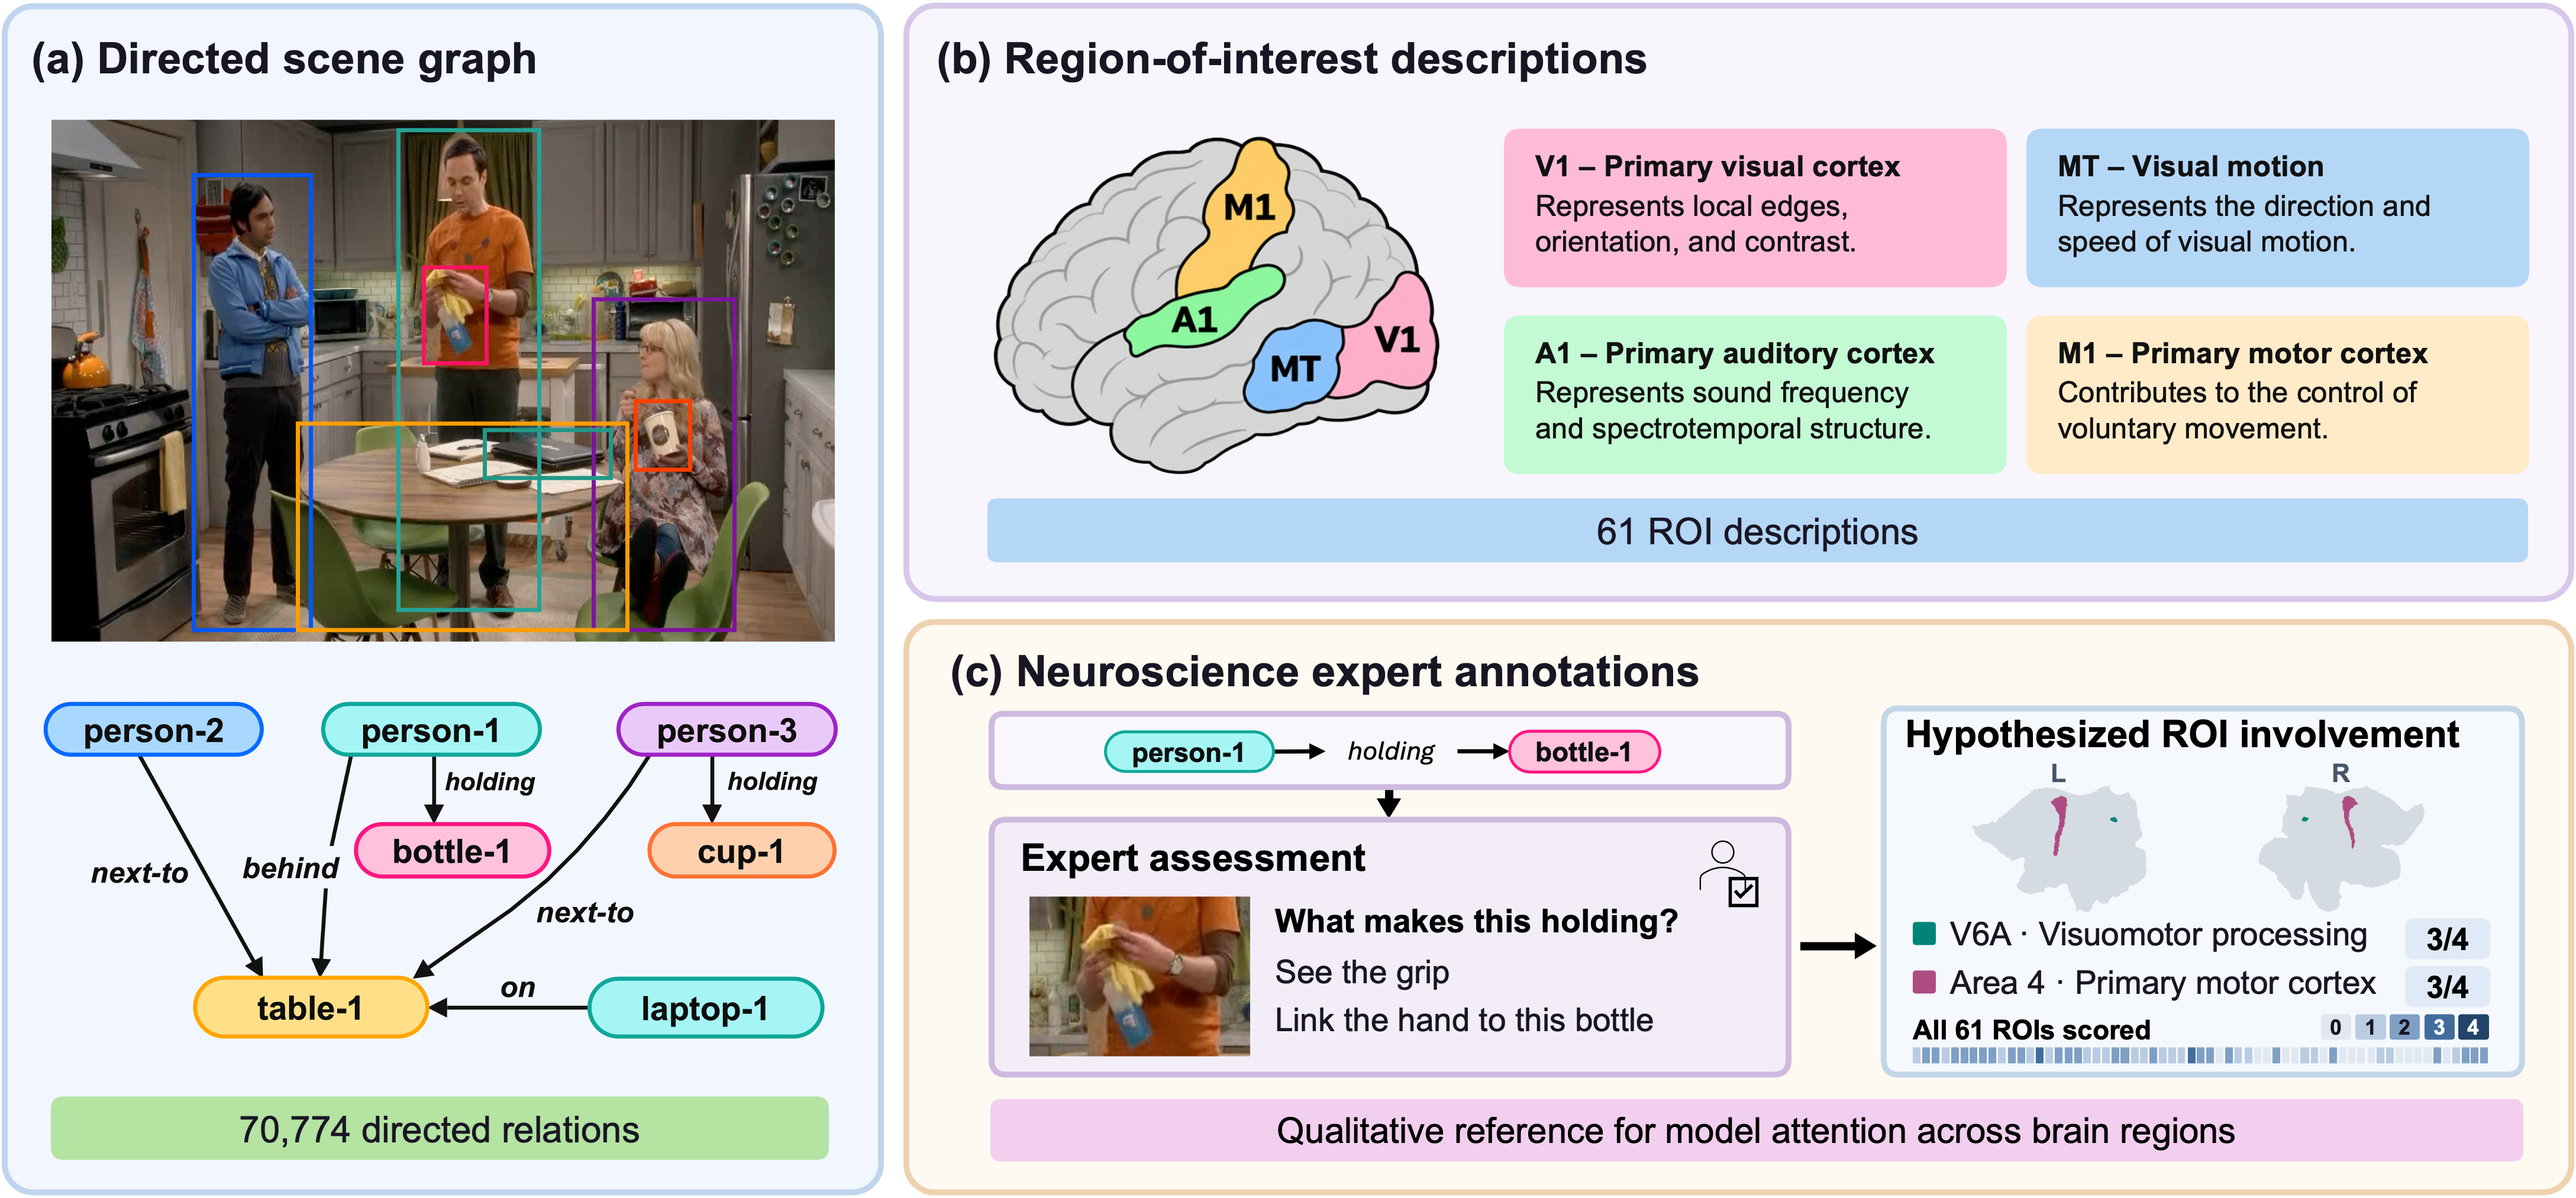 (a) Directed scene graph
person-2
person-1
person-3
holding
holding
bottle-1
cup-1
next-to
behind
next-to
table-1
on
laptop-1
70,774 directed relations
(b) Region-of-interest descriptions
M1
A1
MT
V1
V1 – Primary visual cortex
Represents local edges,
orientation, and contrast.
MT – Visual motion
Represents the direction and
speed of visual motion.
A1 – Primary auditory cortex
Represents sound frequency
and spectrotemporal structure.
M1 – Primary motor cortex
Contributes to the control of
voluntary movement.
61 ROI descriptions
(c) Neuroscience expert annotations
person-1
holding
bottle-1
Expert assessment
What makes this holding?
See the grip
Link the hand to this bottle
Hypothesized ROI involvement
L
R
V6A · Visuomotor processing
3/4
Area 4 · Primary motor cortex
3/4
All 61 ROIs scored
0 1 2 3 4
Qualitative reference for model attention across brain regions